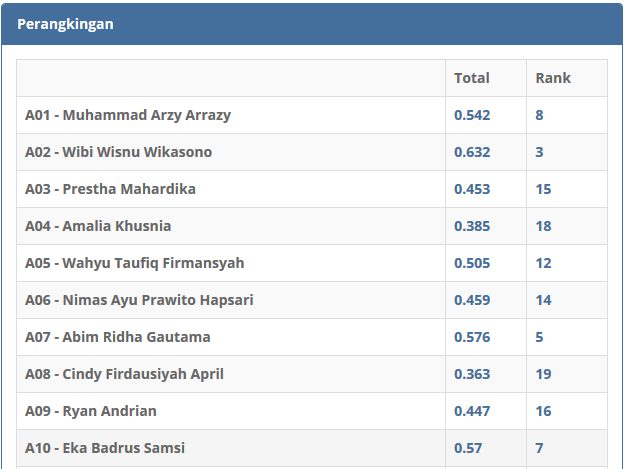 Perangkingan
Total Rank
A01 - Muhammad Arzy Arrazy 0.542 8
A02 - Wibi Wisnu Wikasono 0.632 3
A03 - Prestha Mahardika 0.453 15
A04 - Amalia Khusnia 0.385 18
A05 - Wahyu Taufiq Firmansyah 0.505 12
A06 - Nimas Ayu Prawito Hapsari 0.459 14
A07 - Abim Ridha Gautama 0.576 5
A08 - Cindy Firdausiyah April 0.363 19
A09 - Ryan Andrian 0.447 16
A10 - Eka Badrus Samsi 0.57 7